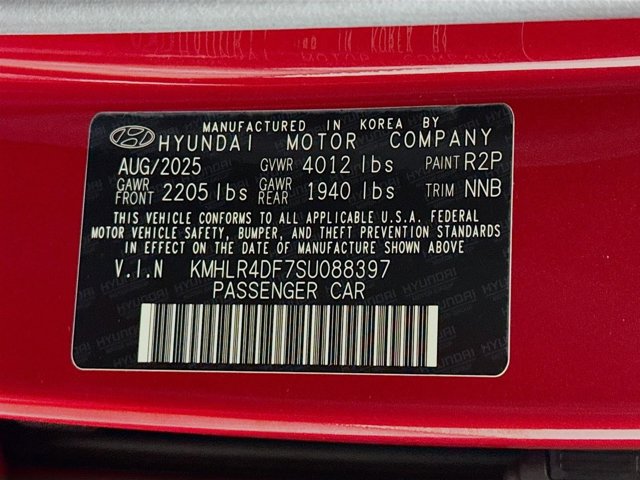 MANUFACTURED IN KOREA BY
HYUNDAI MOTOR COMPANY
AUG/2025 GVWR 4012 lbs PAINT R2P
GAWR FRONT 2205 lbs GAWR REAR 1940 lbs TRIM NNB
THIS VEHICLE CONFORMS TO ALL APPLICABLE U.S.A. FEDERAL
MOTOR VEHICLE SAFETY, BUMPER, AND THEFT PREVENTION STANDARDS
IN EFFECT ON THE DATE OF MANUFACTURE SHOWN ABOVE
V.I.N KMHLR4DF7SU088397
PASSENGER CAR